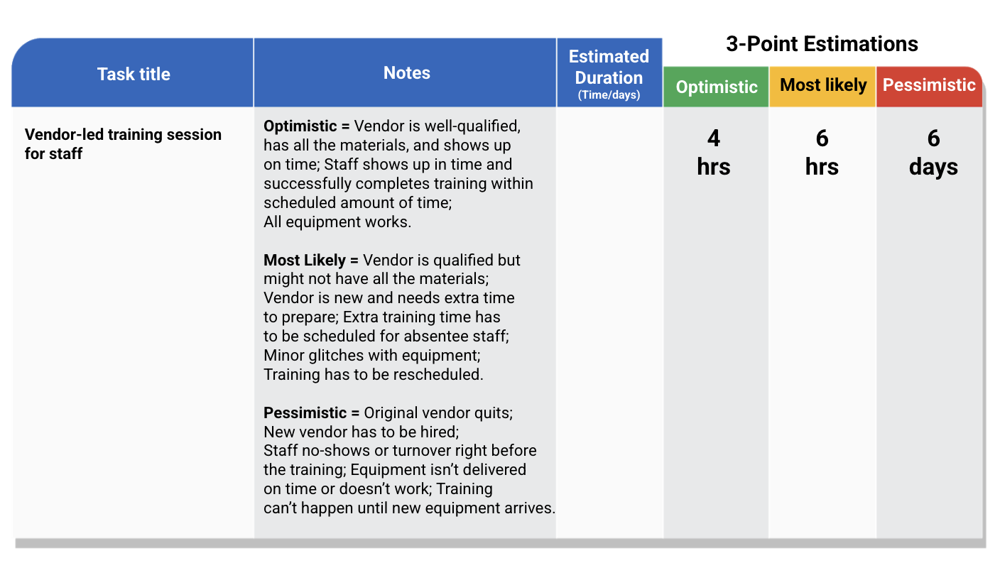 3-Point Estimations
Task title
Notes
Estimated
Duration
(Time/days)
Optimistic
Most likely
Pessimistic
Vendor-led training session
for staff
Optimistic = Vendor is well-qualified,
has all the materials, and shows up
on time; Staff shows up in time and
successfully completes training within
scheduled amount of time;
All equipment works.
Most Likely = Vendor is qualified but
might not have all the materials;
Vendor is new and needs extra time
to prepare; Extra training time has
to be scheduled for absentee staff;
Minor glitches with equipment;
Training has to be rescheduled.
Pessimistic = Original vendor quits;
New vendor has to be hired;
Staff no-shows or turnover right before
the training; Equipment isn’t delivered
on time or doesn’t work; Training
can’t happen until new equipment arrives.
4
hrs
6
hrs
6
days